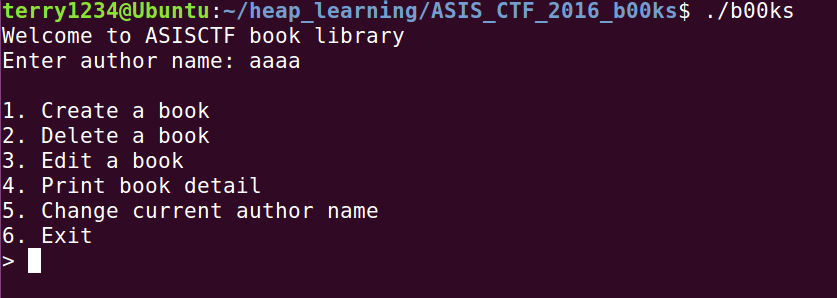 terry1234@Ubuntu:~/heap_learning/ASIS_CTF_2016_b00ks$ ./b00ks
Welcome to ASISCTF book library
Enter author name: aaaa
1. Create a book
2. Delete a book
3. Edit a book
4. Print book detail
5. Change current author name
6. Exit
>